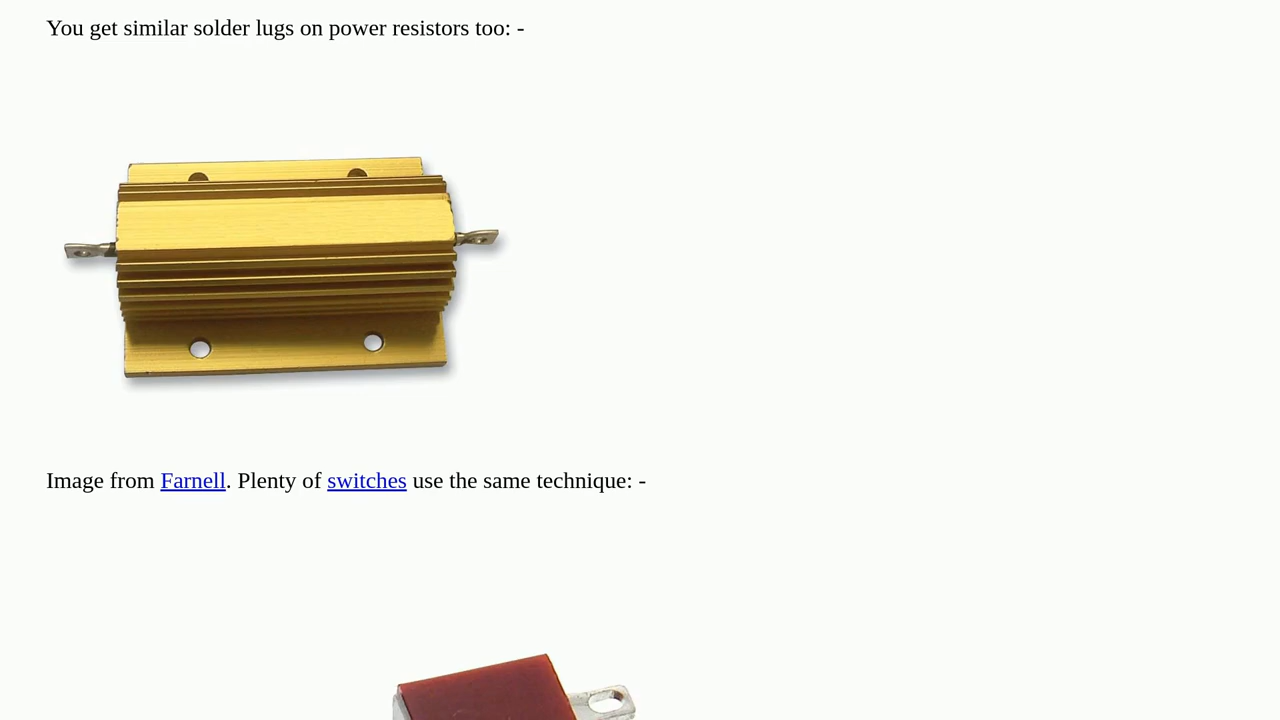 You get similar solder lugs on power resistors too: -
Image from Farnell. Plenty of switches use the same technique: -